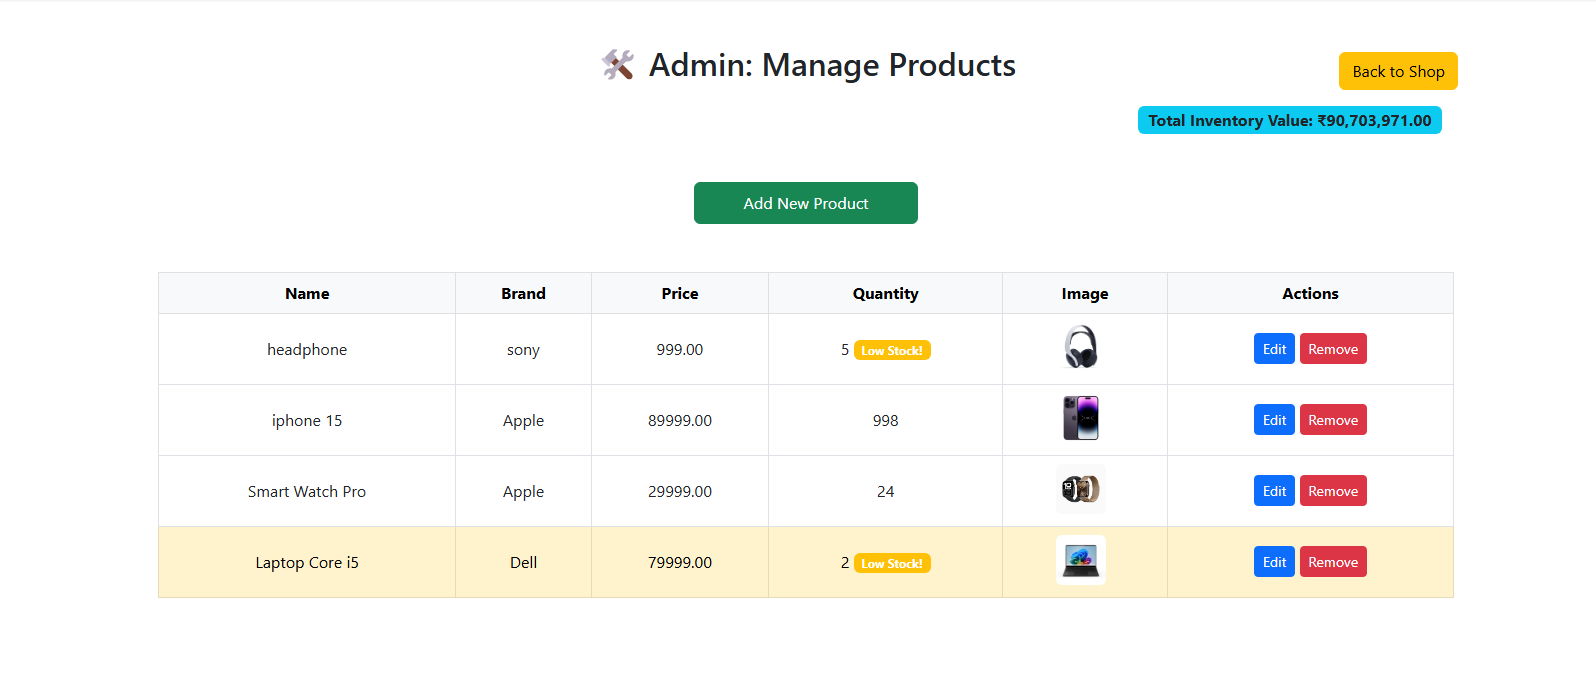 Admin: Manage Products
Back to Shop
Total Inventory Value: ₹90,703,971.00
Add New Product
Name Brand Price Quantity Image Actions
headphone sony 999.00 5 Low Stock! Edit Remove
iphone 15 Apple 89999.00 998 Edit Remove
Smart Watch Pro Apple 29999.00 24 Edit Remove
Laptop Core i5 Dell 79999.00 2 Low Stock! Edit Remove